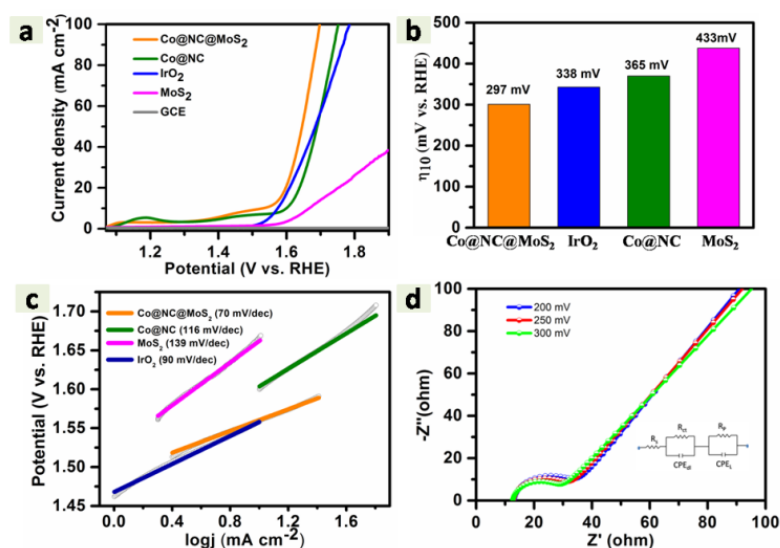 a
Current density (mA cm-2)
100
80
60
40
20
0
Co@NC@MoS2
Co@NC
IrO2
MoS2
GCE
1.2 1.4 1.6 1.8
Potential (V vs. RHE)
b
η10 (mV vs. RHE)
500
400
300
200
100
0
297 mV
338 mV
365 mV
433mV
Co@NC@MoS2 IrO2 Co@NC MoS2
c
Potential (V vs. RHE)
1.70
1.65
1.60
1.55
1.50
1.45
Co@NC@MoS2 (70 mV/dec)
Co@NC (116 mV/dec)
MoS2 (139 mV/dec)
IrO2 (90 mV/dec)
0.0 0.4 0.8 1.2 1.6
logj (mA cm-2)
d
-Z''(ohm)
100
80
60
40
20
0
200 mV
250 mV
300 mV
Rct
CPEdl
0 20 40 60 80 100
Z' (ohm)